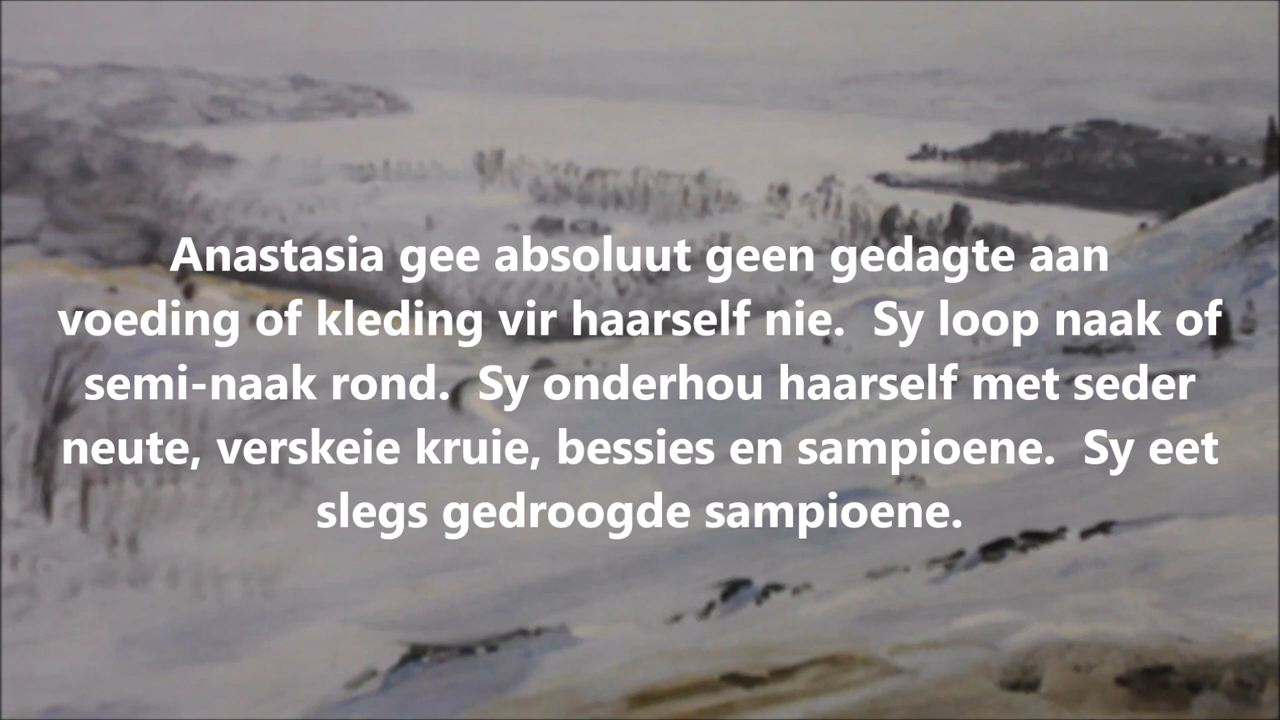 Anastasia gee absoluut geen gedagte aan
voeding of kleding vir haarself nie.  Sy loop naak of
semi-naak rond.  Sy onderhou haarself met seder
neute, verskeie kruie, bessies en sampioene.  Sy eet
slegs gedroogde sampioene.